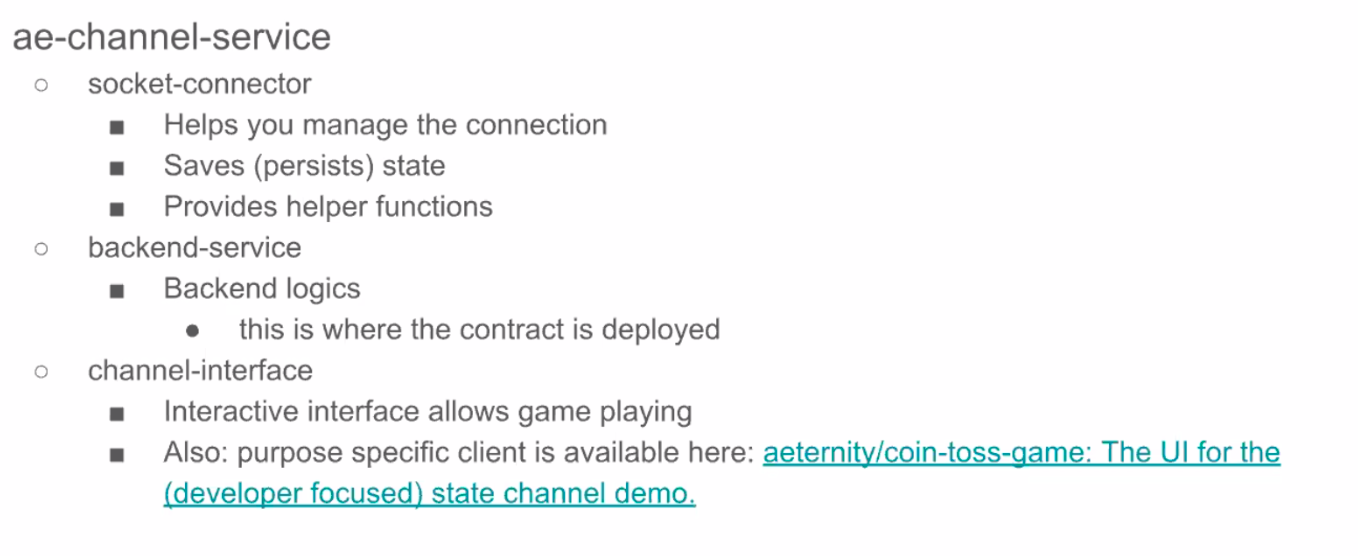 ae-channel-service
○ socket-connector
■ Helps you manage the connection
■ Saves (persists) state
■ Provides helper functions
○ backend-service
■ Backend logics
● this is where the contract is deployed
○ channel-interface
■ Interactive interface allows game playing
■ Also: purpose specific client is available here: aeternity/coin-toss-game: The UI for the
(developer focused) state channel demo.